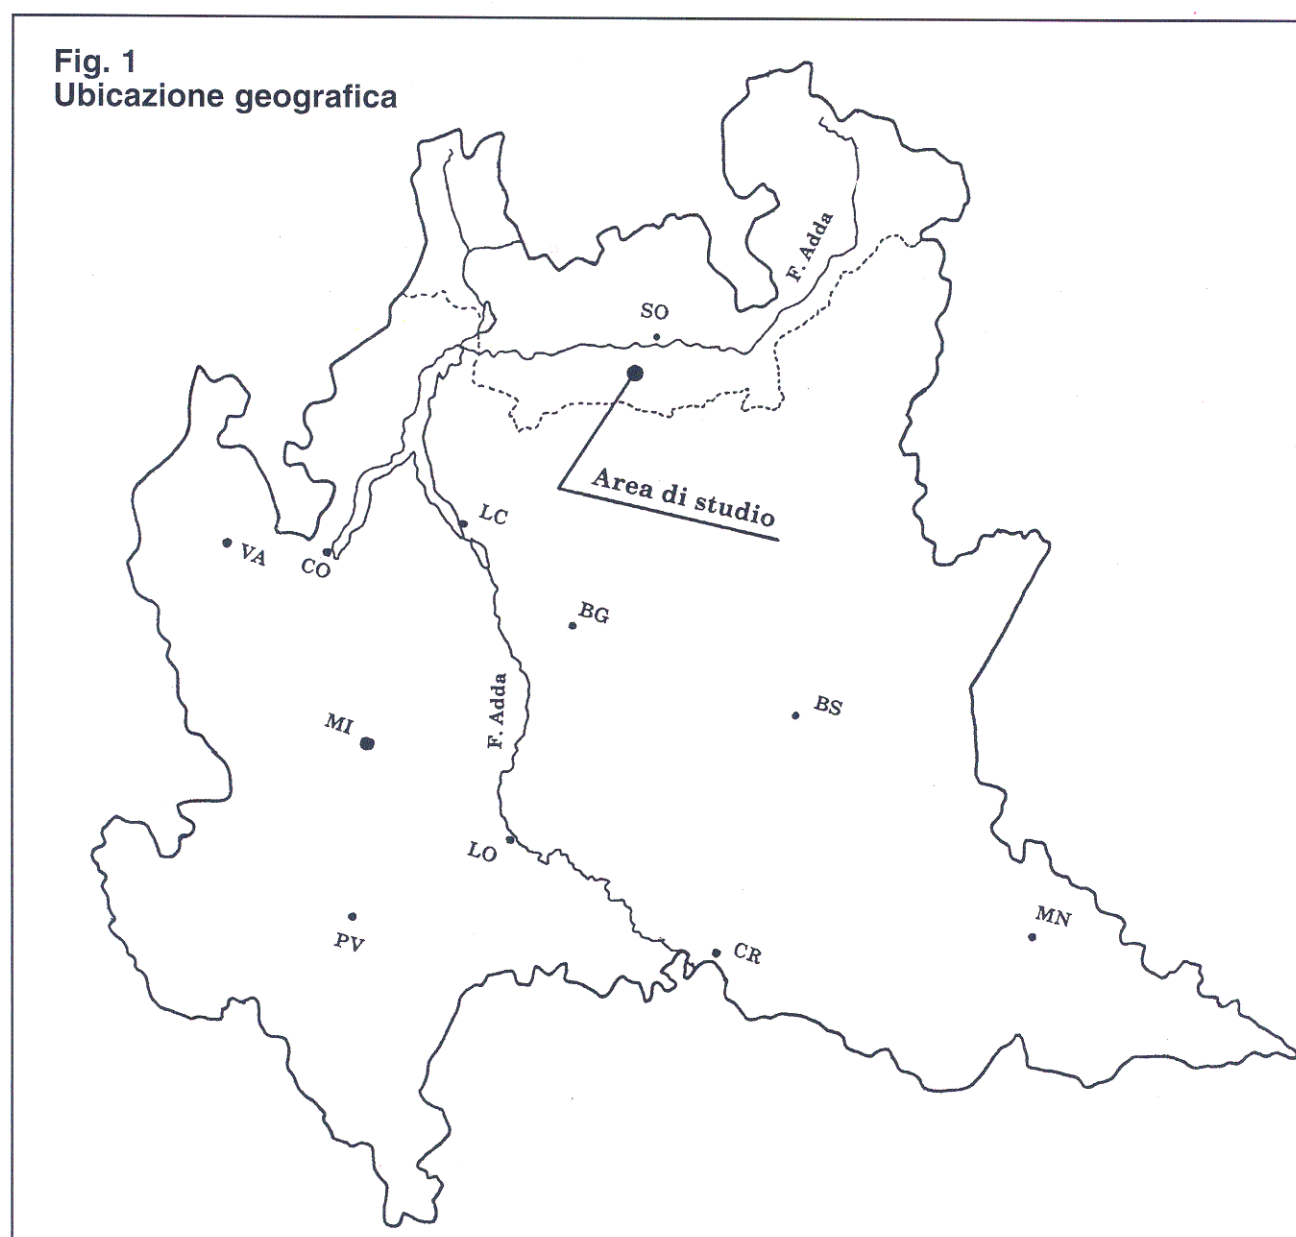 Fig. 1
Ubicazione geografica
F. Adda
SO
Area di studio
LC
VA
CO
BG
F. Adda
BS
MI
LO
MN
PV
CR